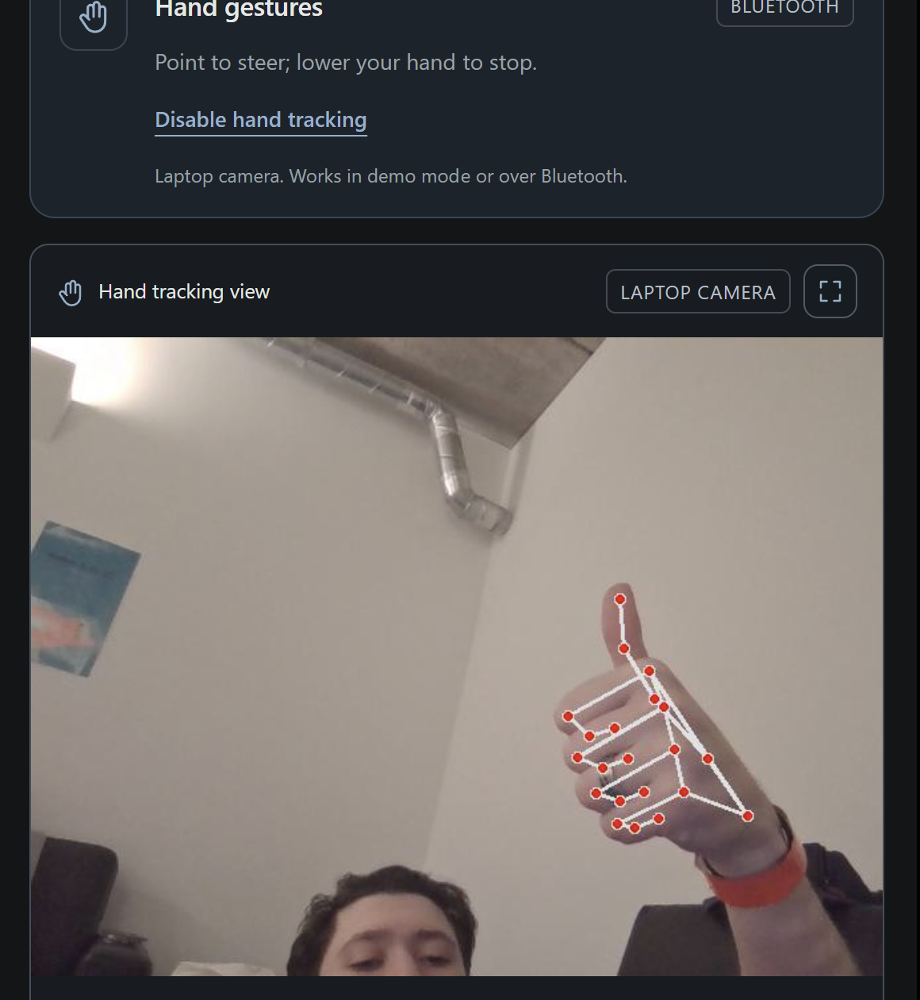 Hand gestures
BLUETOOTH
Point to steer; lower your hand to stop.
Disable hand tracking
Laptop camera. Works in demo mode or over Bluetooth.
Hand tracking view
LAPTOP CAMERA